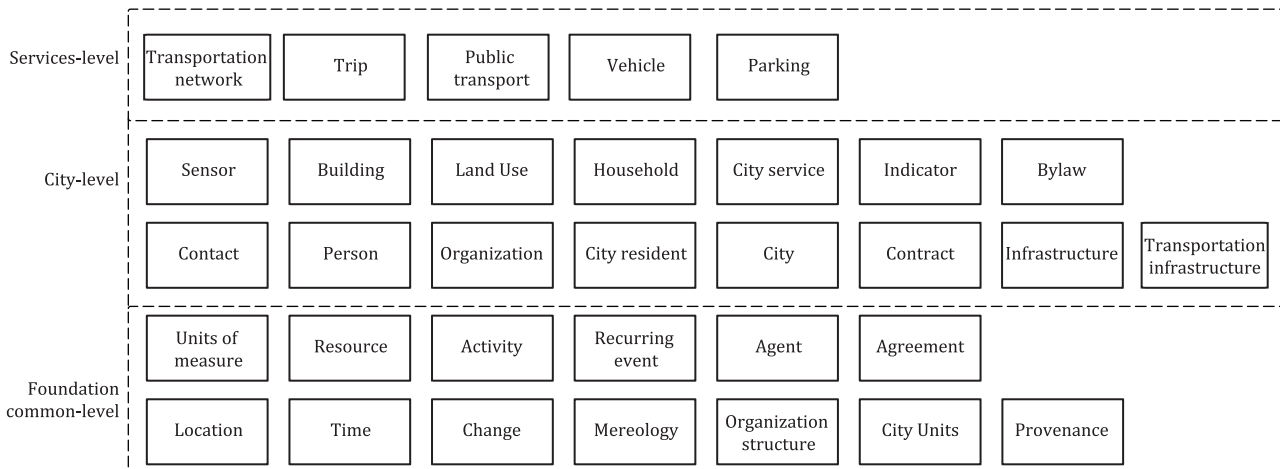 Services-level
Transportation
network
Trip
Public
transport
Vehicle
Parking
City-level
Sensor
Building
Land Use
Household
City service
Indicator
Bylaw
Contact
Person
Organization
City resident
City
Contract
Infrastructure
Transportation
infrastructure
Foundation
common-level
Units of
measure
Resource
Activity
Recurring
event
Agent
Agreement
Location
Time
Change
Mereology
Organization
structure
City Units
Provenance